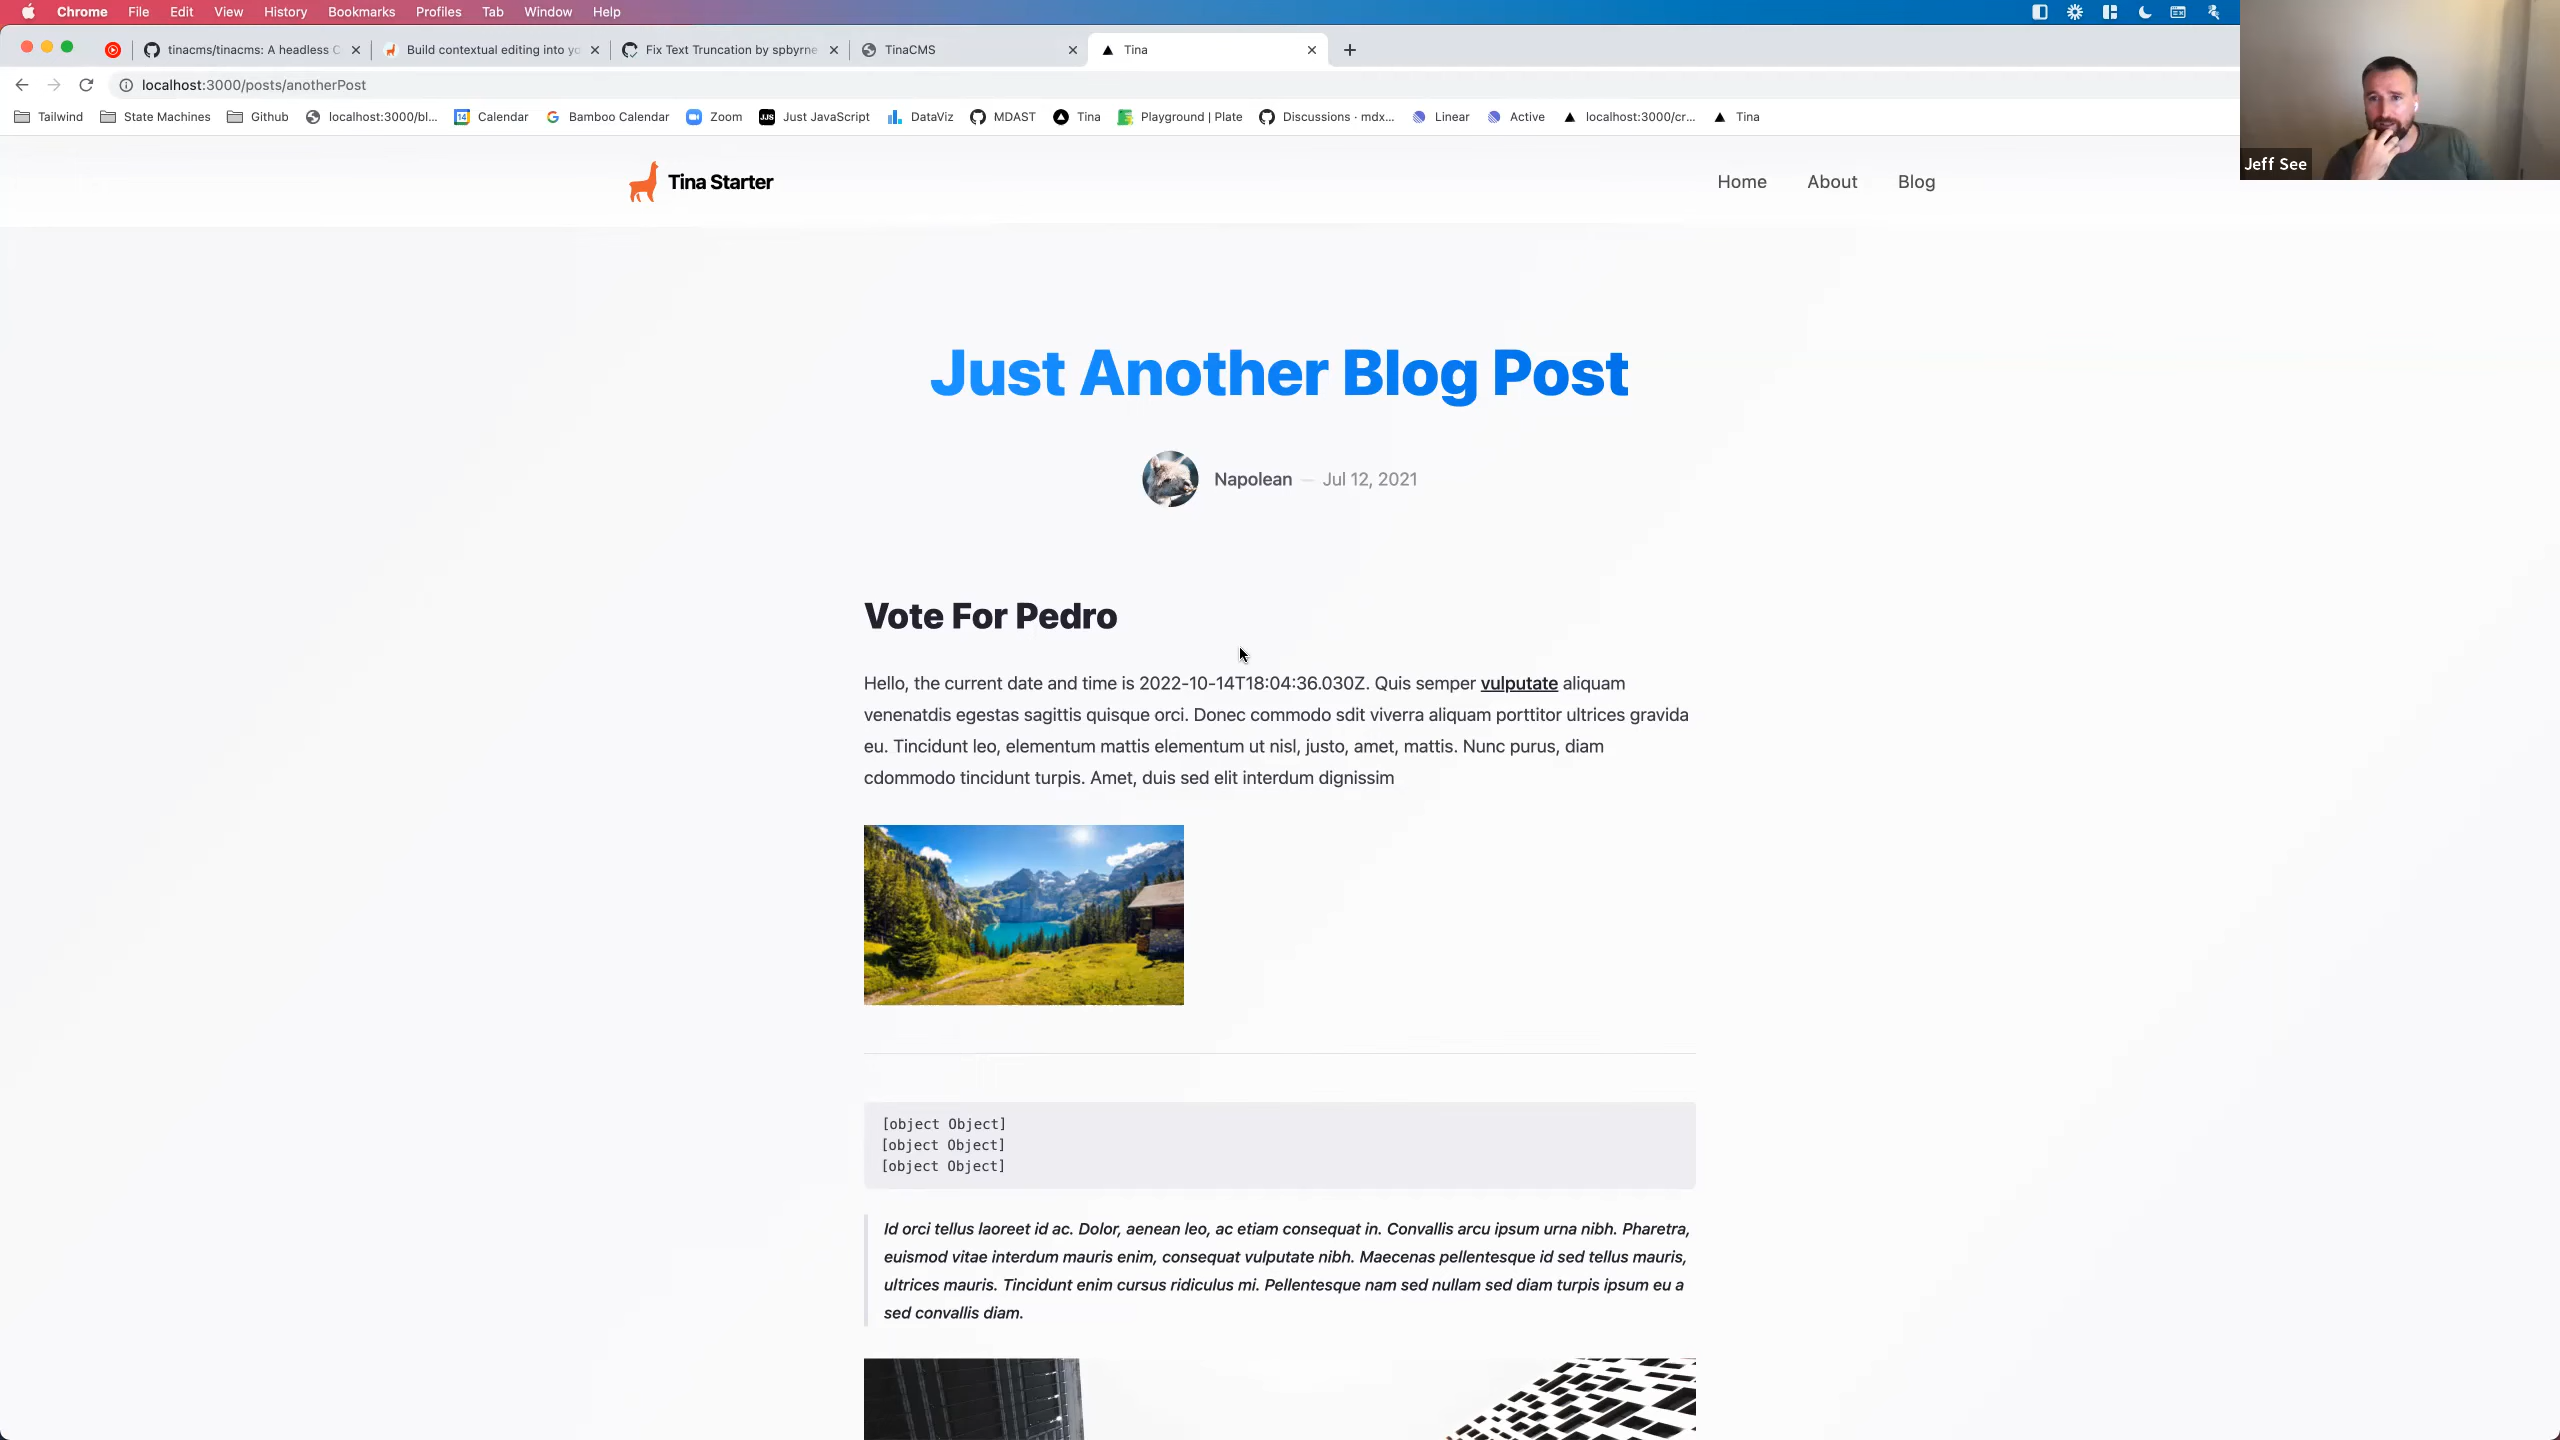 Chrome File Edit View History Bookmarks Profiles Tab Window Help
tinacms/tinacms: A headless C
Build contextual editing into yo
Fix Text Truncation by spbyrne
TinaCMS
Tina
localhost:3000/posts/anotherPost
Tailwind State Machines Github localhost:3000/bl... 14 Calendar Bamboo Calendar Zoom JJS Just JavaScript DataViz MDAST Tina Playground | Plate Discussions · mdx... Linear Active localhost:3000/cr... Tina
Jeff See
Tina Starter
Home About Blog
Just Another Blog Post
Napolean — Jul 12, 2021
Vote For Pedro
Hello, the current date and time is 2022-10-14T18:04:36.030Z. Quis semper vulputate aliquam
venenatdis egestas sagittis quisque orci. Donec commodo sdit viverra aliquam porttitor ultrices gravida
eu. Tincidunt leo, elementum mattis elementum ut nisl, justo, amet, mattis. Nunc purus, diam
cdommodo tincidunt turpis. Amet, duis sed elit interdum dignissim
[object Object]
[object Object]
[object Object]
Id orci tellus laoreet id ac. Dolor, aenean leo, ac etiam consequat in. Convallis arcu ipsum urna nibh. Pharetra,
euismod vitae interdum mauris enim, consequat vulputate nibh. Maecenas pellentesque id sed tellus mauris,
ultrices mauris. Tincidunt enim cursus ridiculus mi. Pellentesque nam sed nullam sed diam turpis ipsum eu a
sed convallis diam.